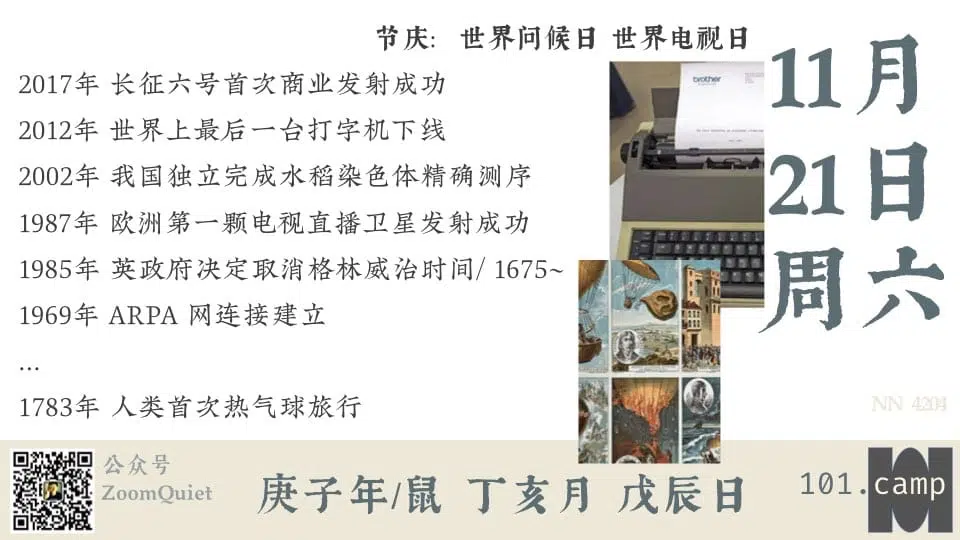 节庆: 世界问候日 世界电视日
11月
21日
周六
2017年 长征六号首次商业发射成功
2012年 世界上最后一台打字机下线
2002年 我国独立完成水稻染色体精确测序
1987年 欧洲第一颗电视直播卫星发射成功
1985年 英政府决定取消格林威治时间/ 1675~
1969年 ARPA 网连接建立
...
1783年 人类首次热气球旅行
brother
公众号
ZoomQuiet
庚子年/鼠 丁亥月 戊辰日
101.camp